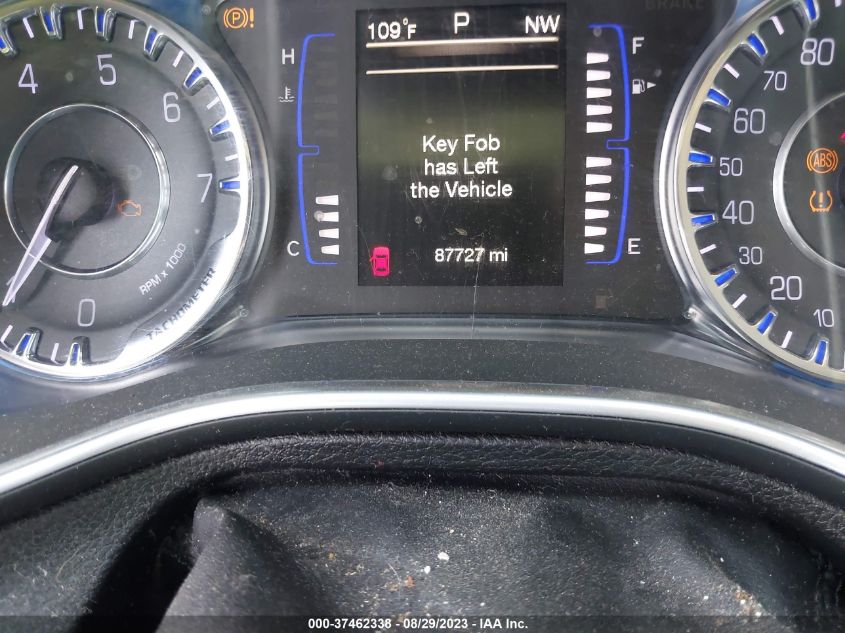 BRAKE
P !
109°F P NW
H
F
C
E
Key Fob
has Left
the Vehicle
87727 mi
4 5 6 7 0
RPM x 1000
TACHOMETER
80
70
60
50
40
30
20
10
ABS
!
000-37462338 - 08/29/2023 - IAA Inc.